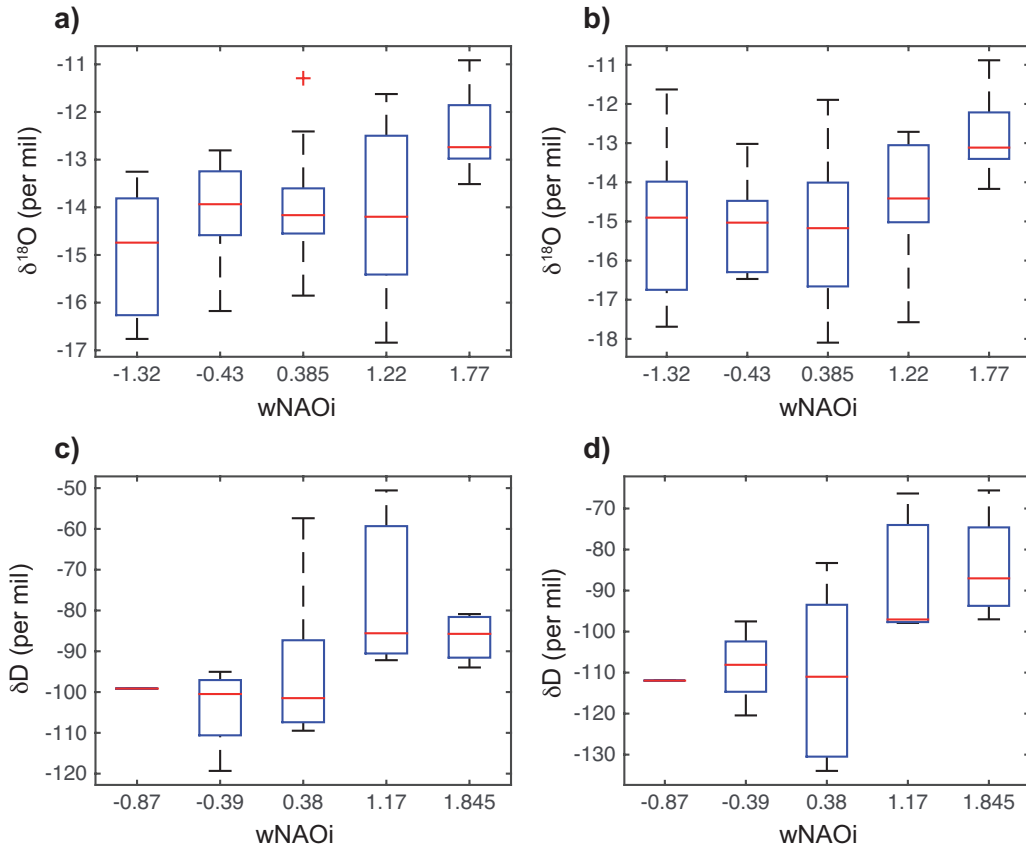 a)
-11
-12
-13
-14
-15
-16
-17
δ¹⁸O (per mil)
-1.32 -0.43 0.385 1.22 1.77
wNAOi
b)
-11
-12
-13
-14
-15
-16
-17
-18
δ¹⁸O (per mil)
-1.32 -0.43 0.385 1.22 1.77
wNAOi
c)
-50
-60
-70
-80
-90
-100
-110
-120
δD (per mil)
-0.87 -0.39 0.38 1.17 1.845
wNAOi
d)
-70
-80
-90
-100
-110
-120
-130
δD (per mil)
-0.87 -0.39 0.38 1.17 1.845
wNAOi